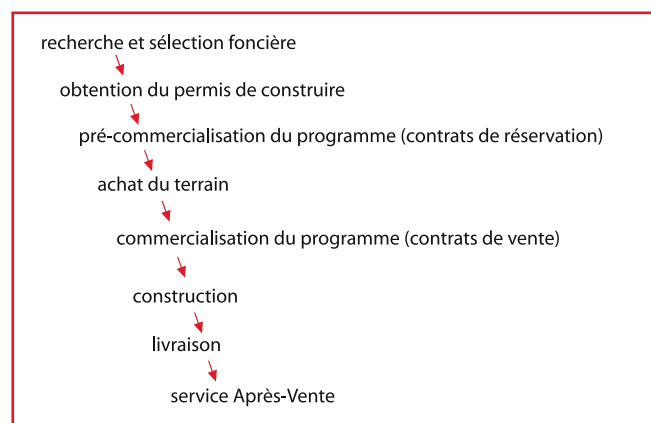 recherche et sélection foncière
obtention du permis de construire
pré-commercialisation du programme (contrats de réservation)
achat du terrain
commercialisation du programme (contrats de vente)
construction
livraison
service Après-Vente